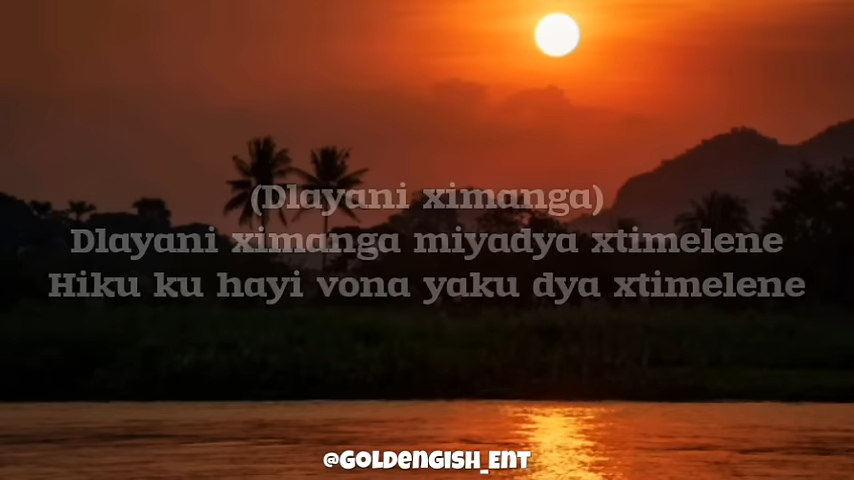 (Dlayani ximanga)
Dlayani ximanga miyadya xtimelene
Hiku ku hayi vona yaku dya xtimelene
@GOLDENGISH_ENT